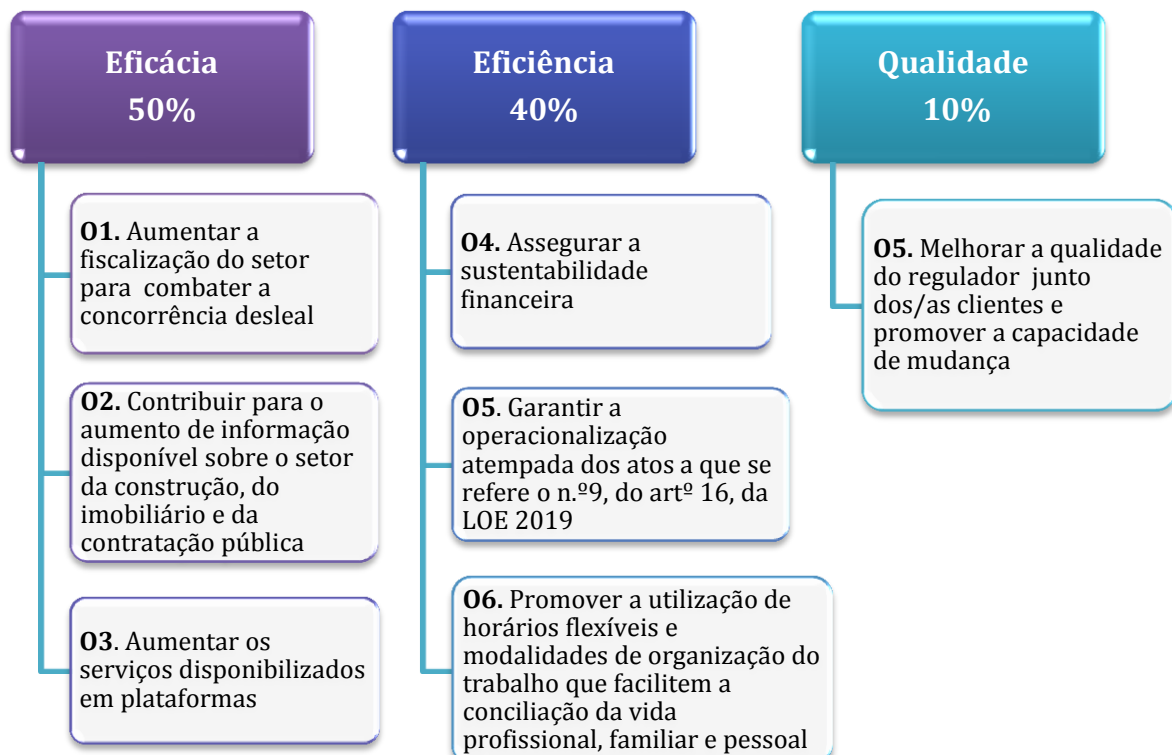 Eficácia
50%
O1. Aumentar a
fiscalização do setor
para combater a
concorrência desleal
O2. Contribuir para o
aumento de informação
disponível sobre o setor
da construção, do
imobiliário e da
contratação pública
O3. Aumentar os
serviços disponibilizados
em plataformas
Eficiência
40%
O4. Assegurar a
sustentabilidade
financeira
O5. Garantir a
operacionalização
atempada dos atos a que se
refere o n.º9, do artº 16, da
LOE 2019
O6. Promover a utilização de
horários flexíveis e
modalidades de organização do
trabalho que facilitem a
conciliação da vida
profissional, familiar e pessoal
Qualidade
10%
O5. Melhorar a qualidade
do regulador junto
dos/as clientes e
promover a capacidade
de mudança